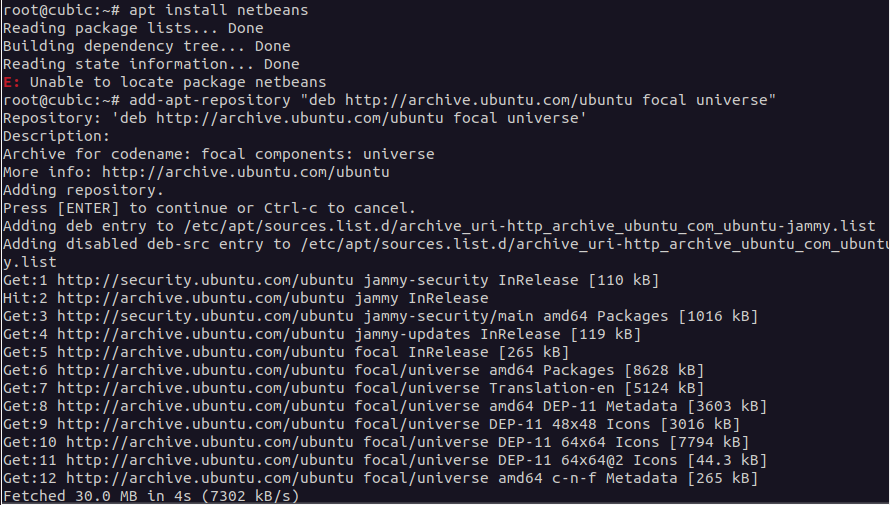 root@cubic:~# apt install netbeans
Reading package lists... Done
Building dependency tree... Done
Reading state information... Done
E: Unable to locate package netbeans
root@cubic:~# add-apt-repository "deb http://archive.ubuntu.com/ubuntu focal universe"
Repository: 'deb http://archive.ubuntu.com/ubuntu focal universe'
Description:
Archive for codename: focal components: universe
More info: http://archive.ubuntu.com/ubuntu
Adding repository.
Press [ENTER] to continue or Ctrl-c to cancel.
Adding deb entry to /etc/apt/sources.list.d/archive_uri-http_archive_ubuntu_com_ubuntu-jammy.list
Adding disabled deb-src entry to /etc/apt/sources.list.d/archive_uri-http_archive_ubuntu_com_ubuntu
y.list
Get:1 http://security.ubuntu.com/ubuntu jammy-security InRelease [110 kB]
Hit:2 http://archive.ubuntu.com/ubuntu jammy InRelease
Get:3 http://security.ubuntu.com/ubuntu jammy-security/main amd64 Packages [1016 kB]
Get:4 http://archive.ubuntu.com/ubuntu jammy-updates InRelease [119 kB]
Get:5 http://archive.ubuntu.com/ubuntu focal InRelease [265 kB]
Get:6 http://archive.ubuntu.com/ubuntu focal/universe amd64 Packages [8628 kB]
Get:7 http://archive.ubuntu.com/ubuntu focal/universe Translation-en [5124 kB]
Get:8 http://archive.ubuntu.com/ubuntu focal/universe amd64 DEP-11 Metadata [3603 kB]
Get:9 http://archive.ubuntu.com/ubuntu focal/universe DEP-11 48x48 Icons [3016 kB]
Get:10 http://archive.ubuntu.com/ubuntu focal/universe DEP-11 64x64 Icons [7794 kB]
Get:11 http://archive.ubuntu.com/ubuntu focal/universe DEP-11 64x64@2 Icons [44.3 kB]
Get:12 http://archive.ubuntu.com/ubuntu focal/universe amd64 c-n-f Metadata [265 kB]
Fetched 30.0 MB in 4s (7302 kB/s)